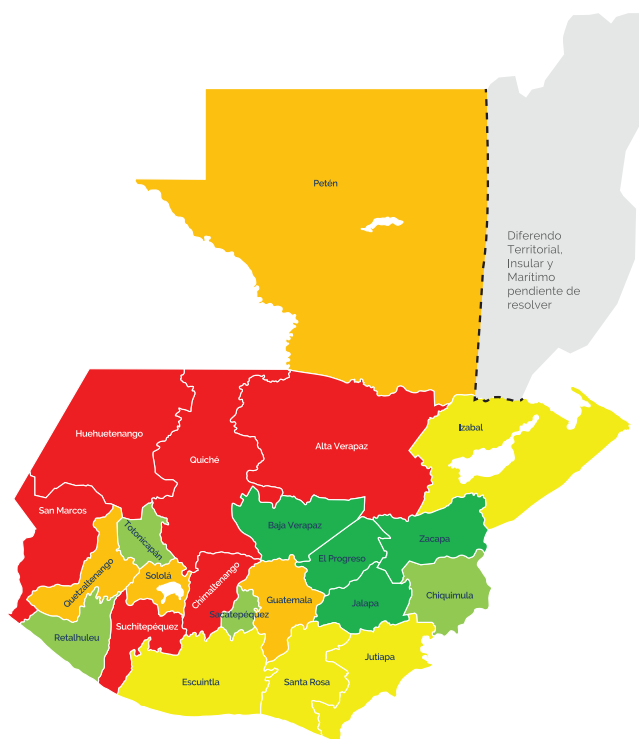 Petén
Diferendo
Territorial,
Insular y
Marítimo
pendiente de
resolver
Izabal
Huehuetenango
Alta Verapaz
Quiché
San Marcos
Totonicapán
Baja Verapaz
Zacapa
El Progreso
Quetzaltenango
Sololá
Chimaltenango
Guatemala
Chiquimula
Jalapa
Sacatepéquez
Suchitepéquez
Retalhuleu
Jutiapa
Escuintla
Santa Rosa